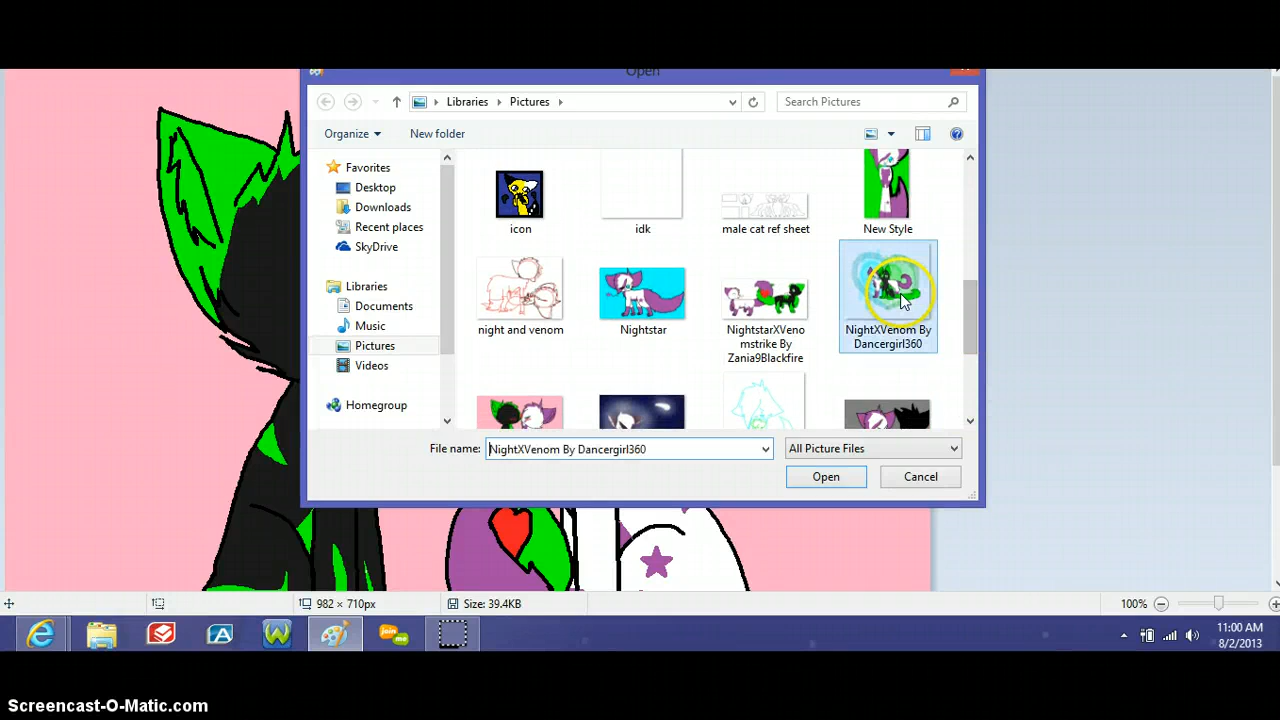 Open
Libraries
Pictures
Search Pictures
Organize
New folder
Favorites
Desktop
Downloads
Recent places
SkyDrive
Libraries
Documents
Music
Pictures
Videos
Homegroup
icon
idk
male cat ref sheet
New Style
night and venom
Nightstar
NightstarXVeno
mstrike By
Zania9Blackfire
NightXVenom By
Dancergirl360
File name:
NightXVenom By Dancergirl360
All Picture Files
Open
Cancel
982 × 710px
Size: 39.4KB
100%
join
me
11:00 AM
8/2/2013
Screencast-O-Matic.com